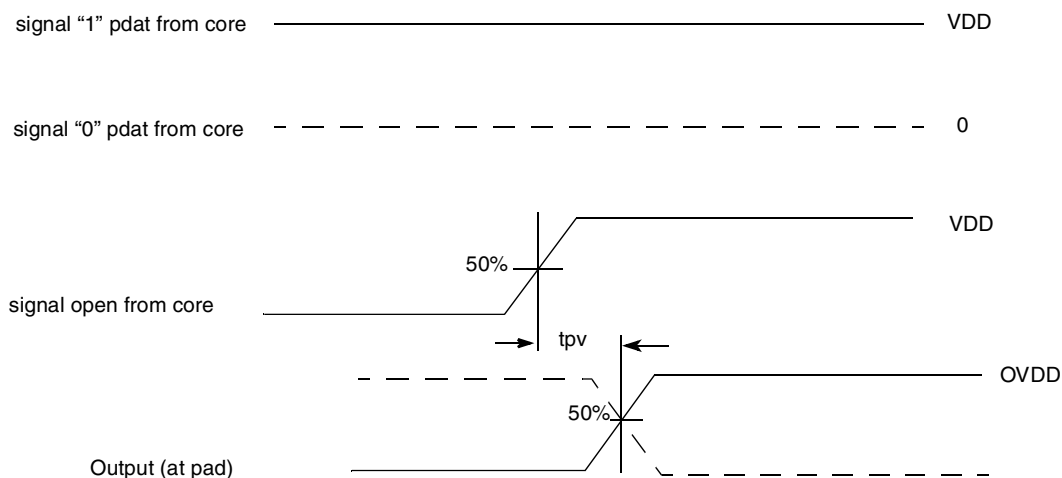 signal “1” pdat from core VDD
signal “0” pdat from core 0
VDD
50%
signal open from core
tpv
OVDD
50%
Output (at pad)